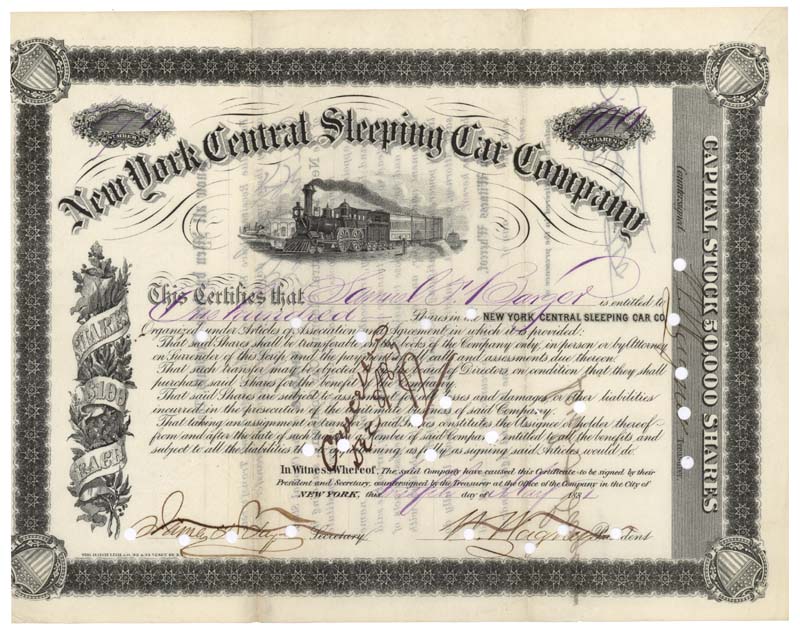 NUMBER
SHARES
New York Central Sleeping Car Company
This Certifies that Samuel F. Barger is entitled to
One hundred Shares in the NEW YORK CENTRAL SLEEPING CAR CO.
Organized under Articles of Association and Agreement in which it is provided:
That said shall be transferable on the books of the Company only, in person or by Attorney
on Surrender of this Scrip and the payment of all calls and assessments due thereon.
That such transfer may be objected to by Board of Directors on condition that they shall
purchase said Shares for the benefit of the Company.
That said Shares are subject to assessment for losses and damages or other liabilities
incurred in the prosecution of the legitimate business of said Company.
That taking an assignment or transfer of said Shares constitutes the Assignee or holder thereof
from and after the date of such transfer a member of said Company entitled to all the benefits and
subject to all the liabilities thereof following, as fully as signing said Articles would do.
In Witness Whereof, The said Company have caused this Certificate to be signed by their
President and Secretary, countersigned by the Treasurer at the Office of the Company in the City of
NEW YORK, this day of May 1881
Secretary
President
SHARES
$100
EACH
Cancelled
Countersigned
Treasurer
CAPITAL STOCK 50,000 SHARES